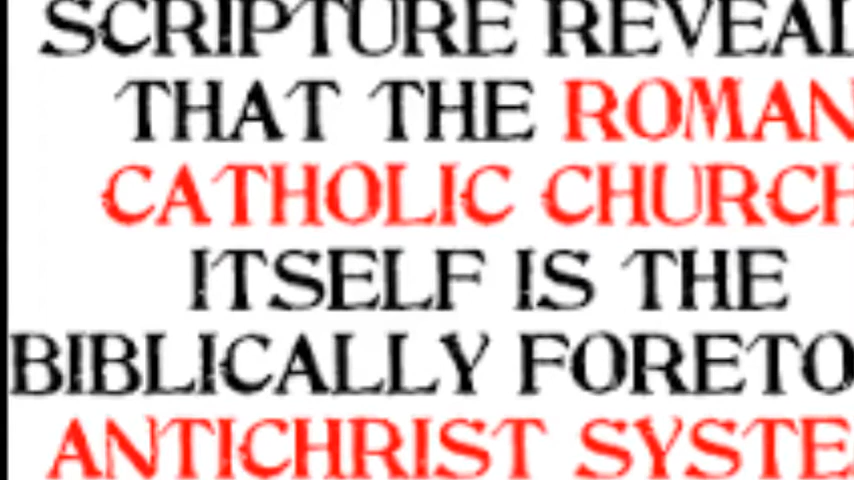 SCRIPTURE REVEAL
THAT THE ROMAN
CATHOLIC CHURCH
ITSELF IS THE
BIBLICALLY FORETO
ANTICHRIST SYSTE